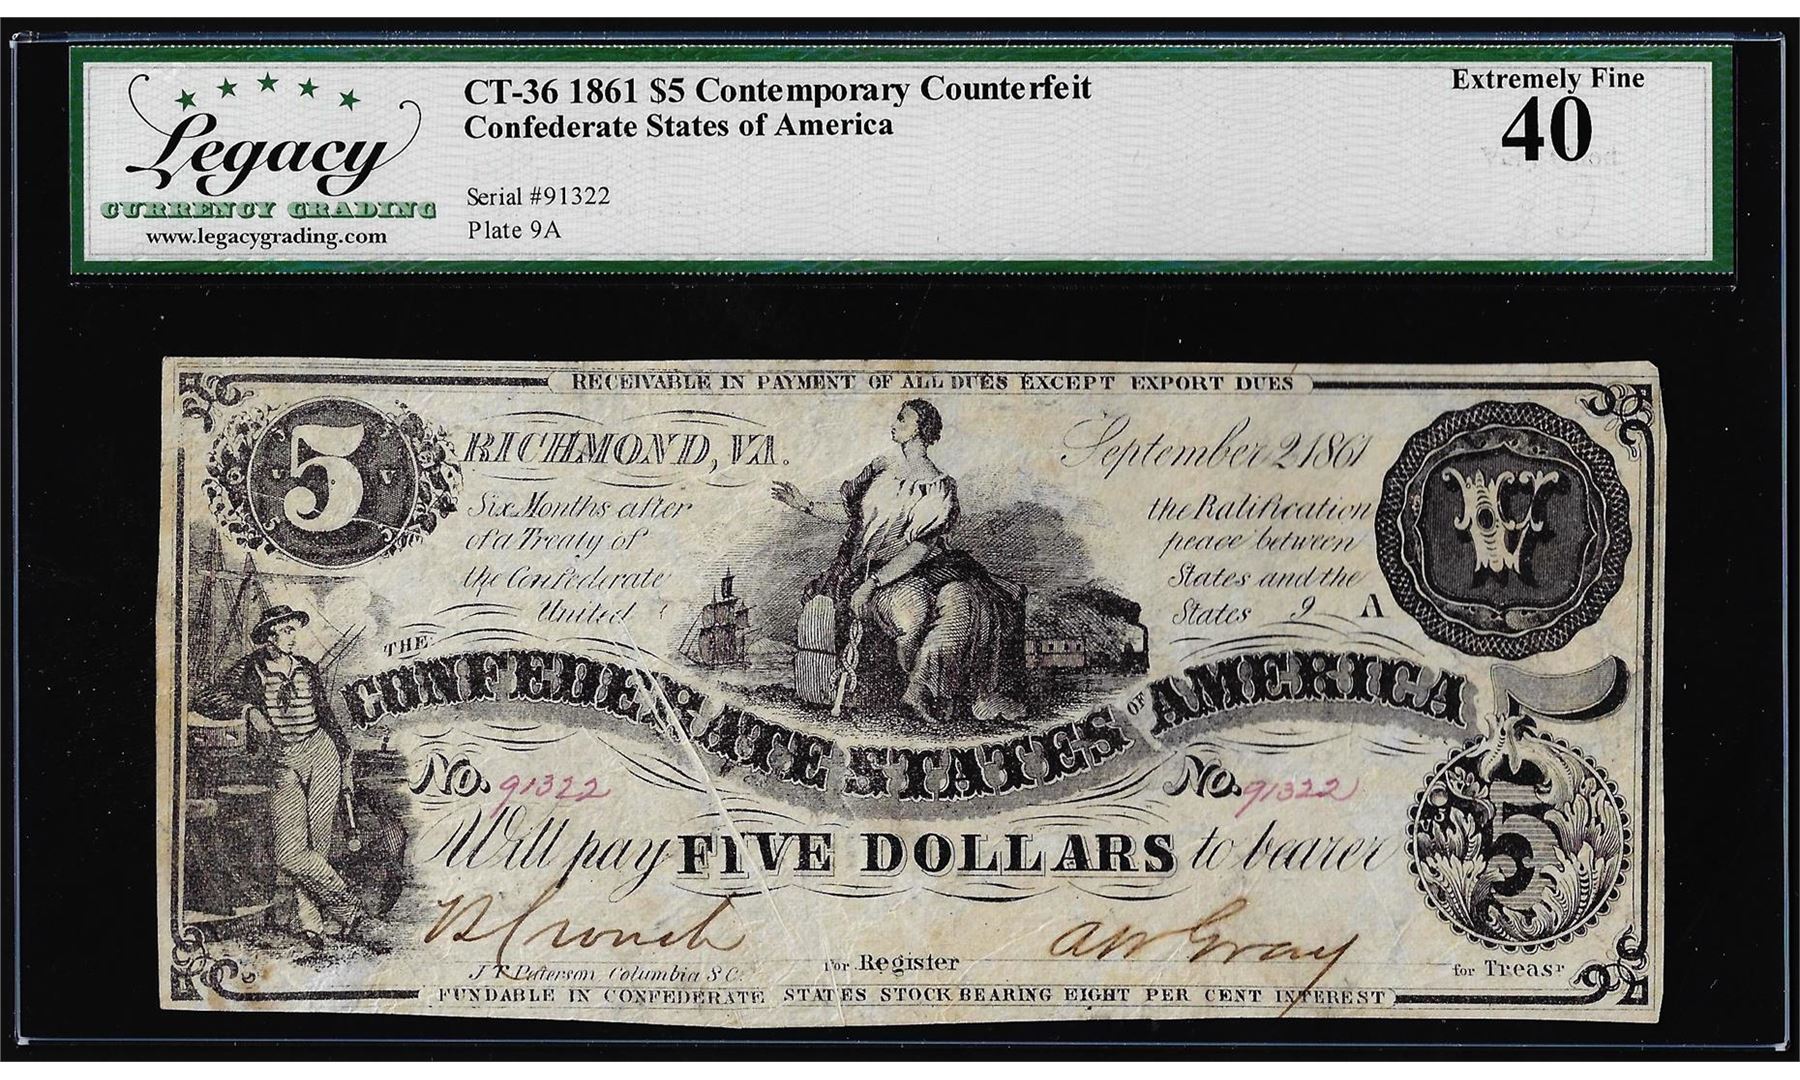 Legacy
CURRENCY GRADING
www.legacygrading.com
CT-36 1861 $5 Contemporary Counterfeit
Confederate States of America
Serial #91322
Plate 9A
Extremely Fine
40
RECEIVABLE IN PAYMENT OF ALL DUES EXCEPT EXPORT DUES
5
RICHMOND, VA.
September 2 1861
Six Months after the Ratification
of a Treaty of peace between
the Confederate States and the
United States 9 A
THE
CONFEDERATE STATES OF AMERICA
No. 91322 No. 91322
Will pay FIVE DOLLARS to bearer
5
for Register
A W Gray
for Treasr
J T Paterson Columbia S C.
FUNDABLE IN CONFEDERATE STATES STOCK BEARING EIGHT PER CENT INTEREST